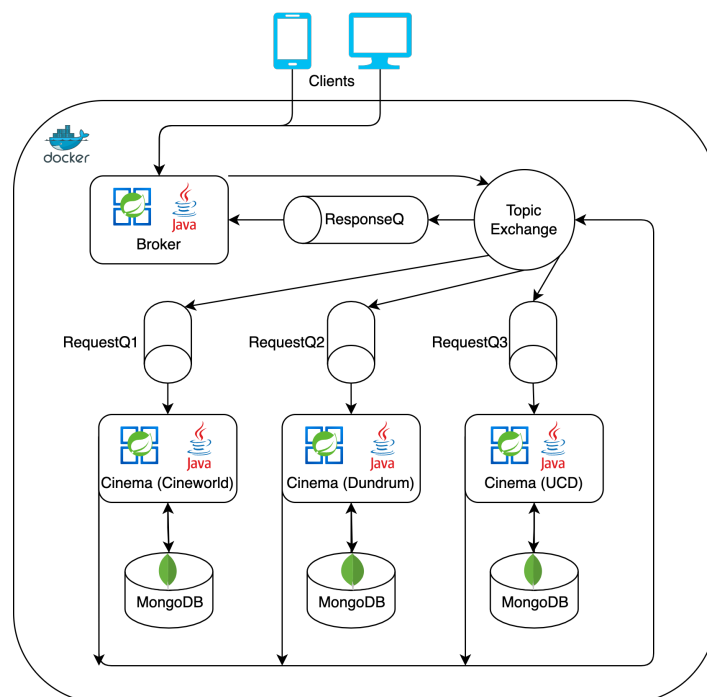 Clients
docker
Java
Broker
ResponseQ
Topic
Exchange
RequestQ1
RequestQ2
RequestQ3
Java
Cinema (Cineworld)
Java
Cinema (Dundrum)
Java
Cinema (UCD)
MongoDB
MongoDB
MongoDB